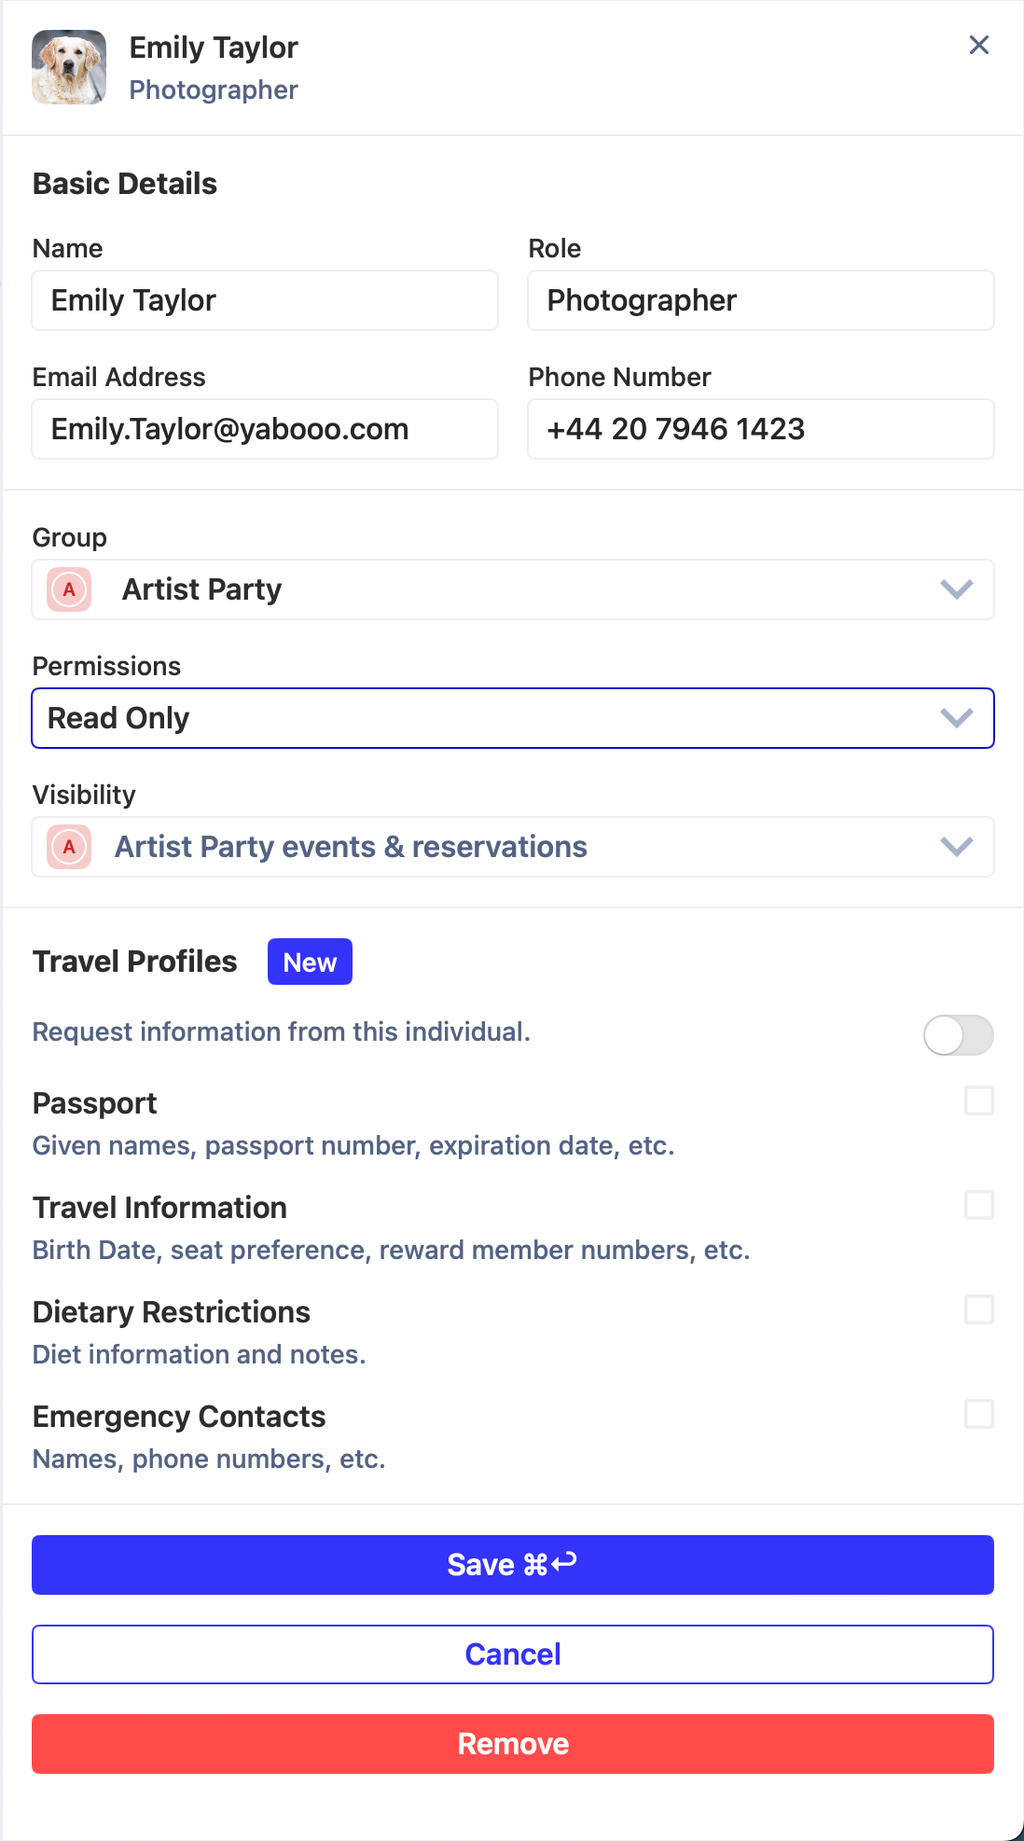 Emily Taylor
Photographer
Basic Details
Name
Role
Emily Taylor
Photographer
Email Address
Phone Number
Emily.Taylor@yabooo.com
+44 20 7946 1423
Group
A Artist Party
Permissions
Read Only
Visibility
A Artist Party events & reservations
Travel Profiles New
Request information from this individual.
Passport
Given names, passport number, expiration date, etc.
Travel Information
Birth Date, seat preference, reward member numbers, etc.
Dietary Restrictions
Diet information and notes.
Emergency Contacts
Names, phone numbers, etc.
Save ⌘↩
Cancel
Remove